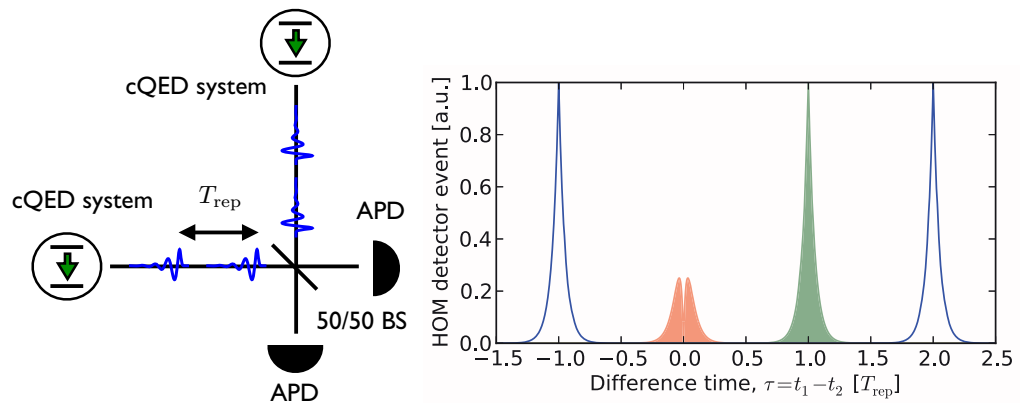 cQED system
cQED system
T_rep
APD
50/50 BS
APD
HOM detector event [a.u.]
1.0
0.8
0.6
0.4
0.2
0.0
−1.5 −1.0 −0.5 0.0 0.5 1.0 1.5 2.0 2.5
Difference time, τ=t₁−t₂ [T_rep]